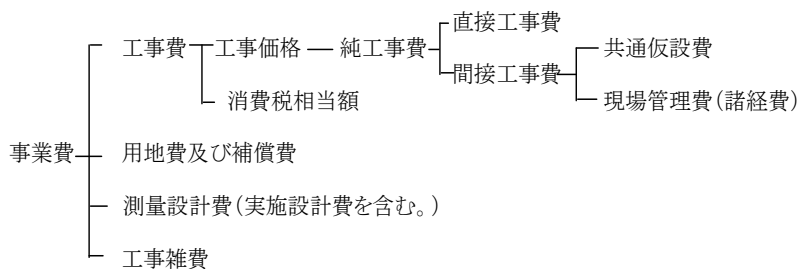 工事費 工事価格 純工事費 直接工事費
間接工事費 共通仮設費
現場管理費(諸経費)
消費税相当額
事業費 用地費及び補償費
測量設計費(実施設計費を含む。)
工事雑費